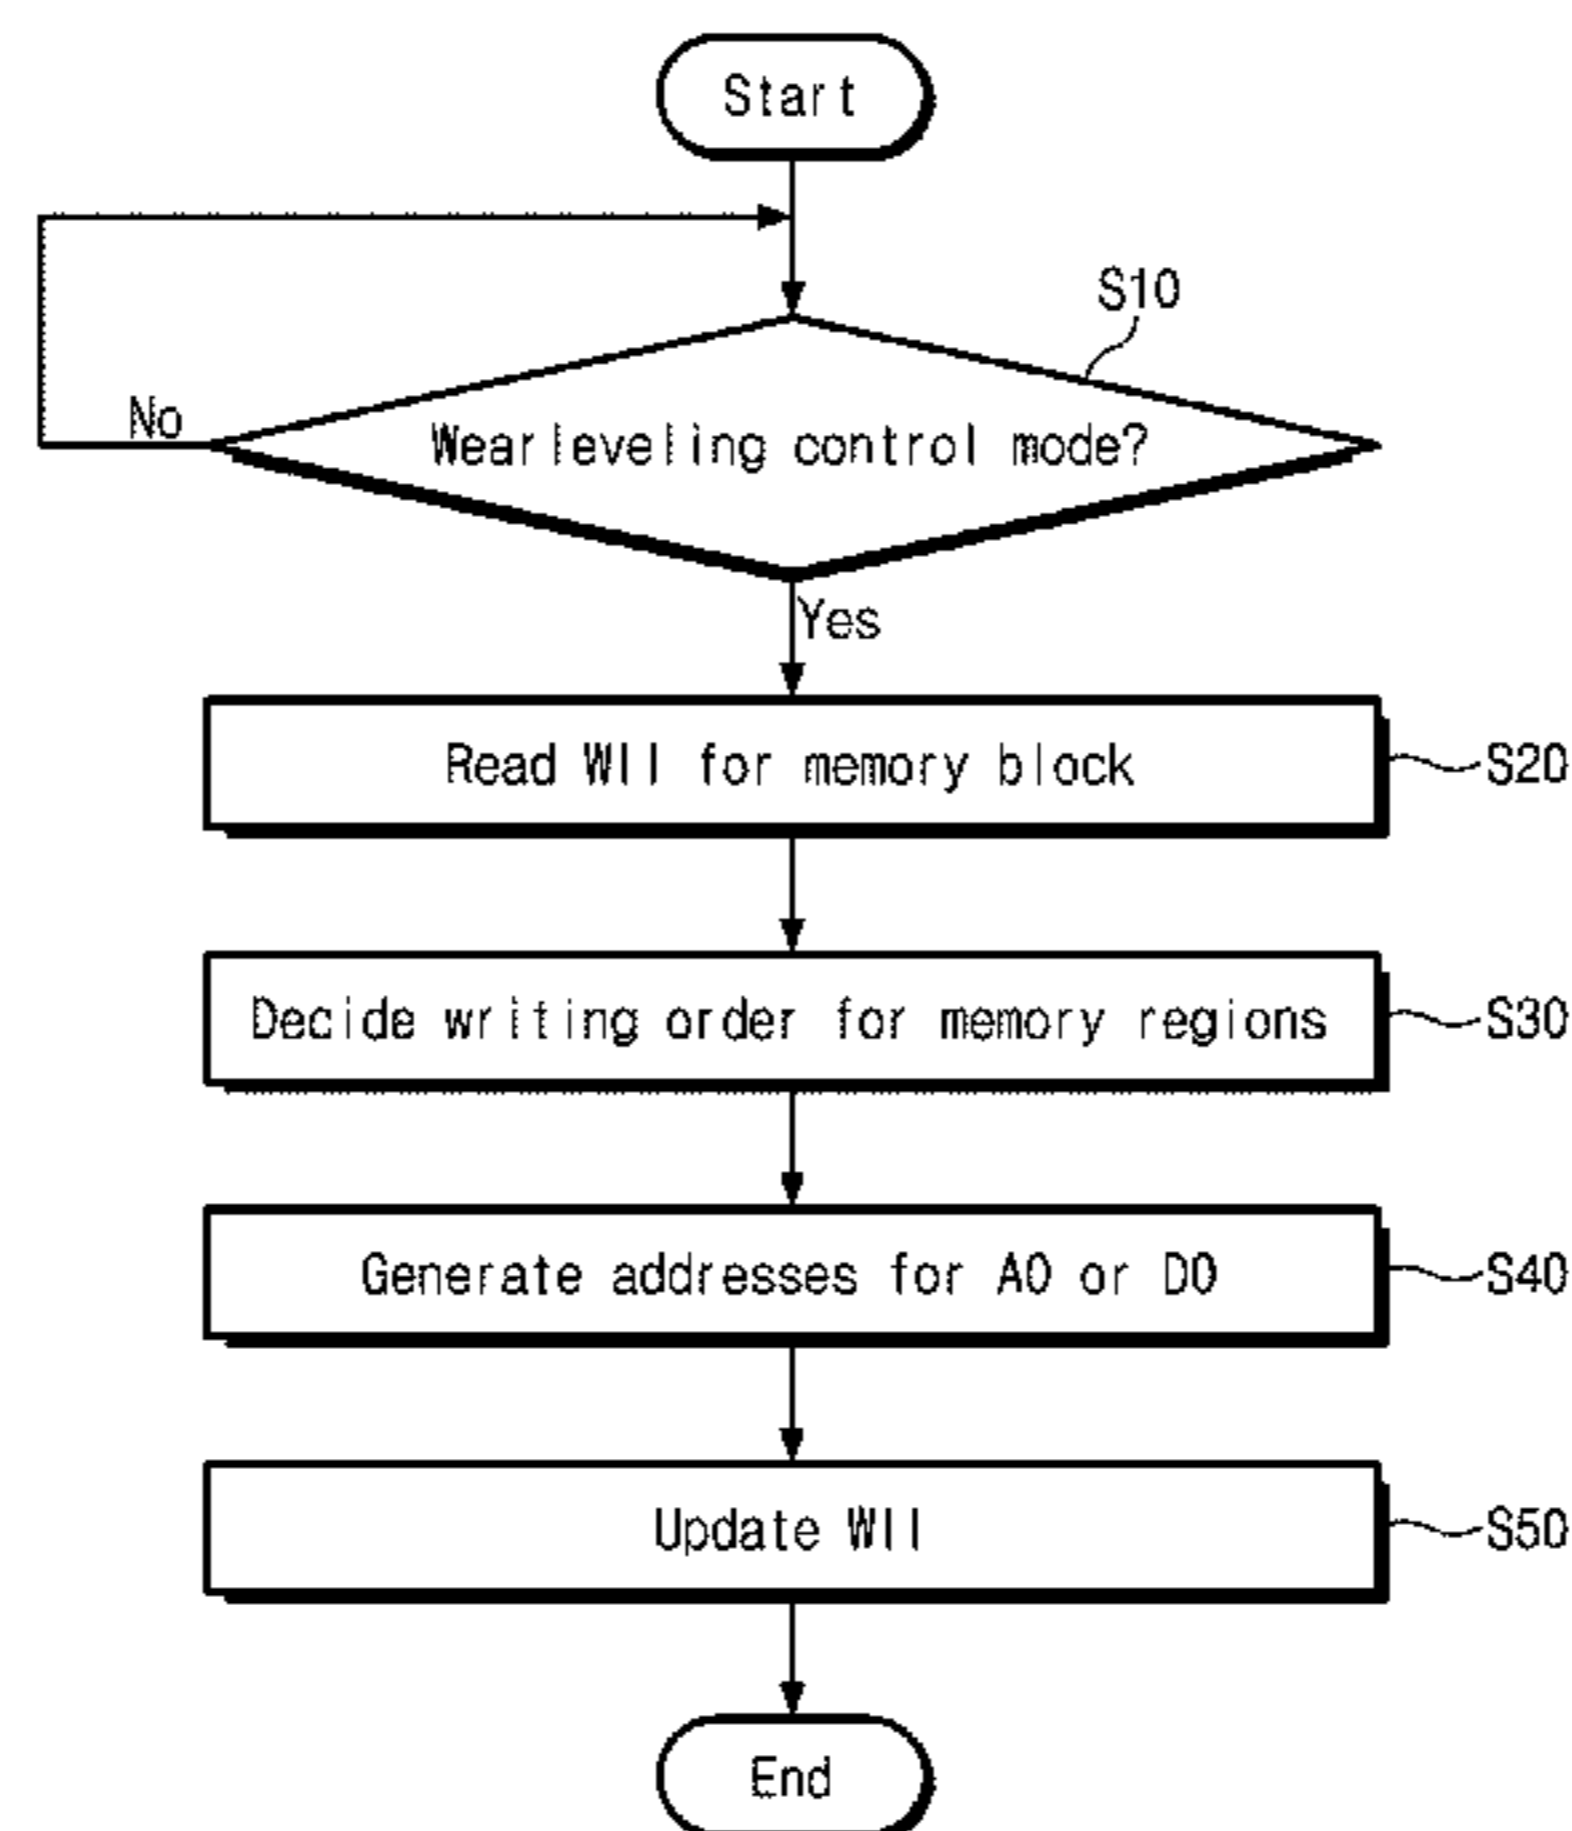 Start
S10
No
Wear leveling control mode?
Yes
Read WII for memory block
S20
Decide writing order for memory regions
S30
Generate addresses for AO or DO
S40
Update WII
S50
End